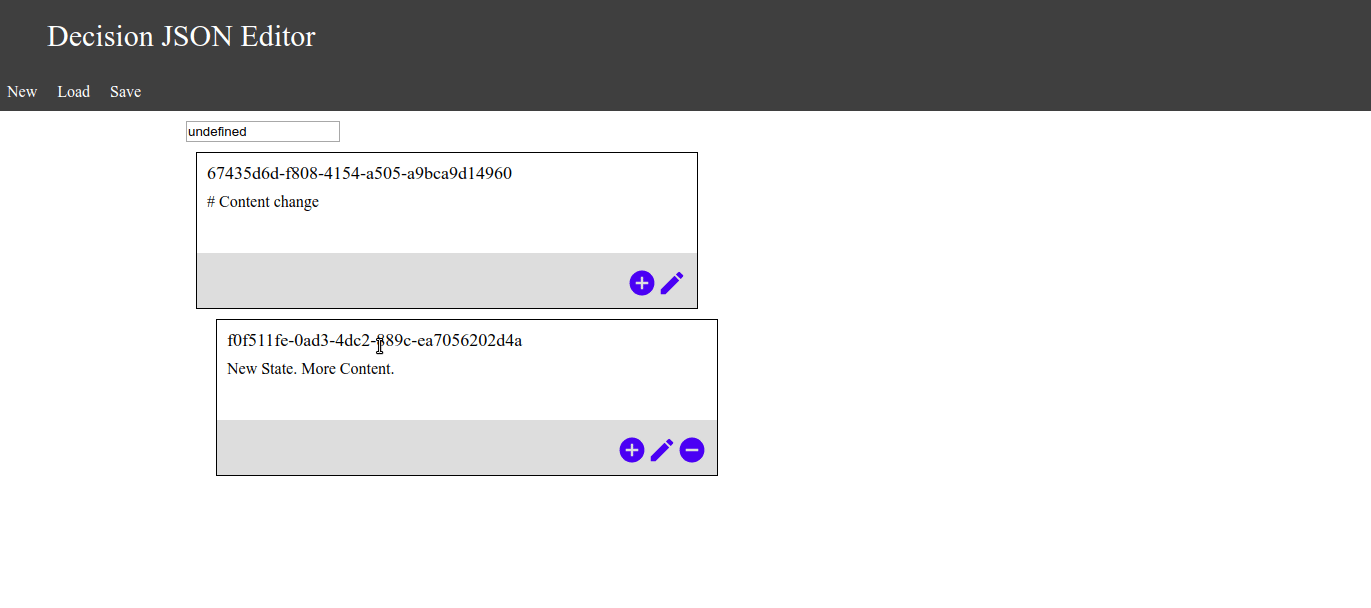 Decision JSON Editor
New Load Save
undefined
67435d6d-f808-4154-a505-a9bca9d14960
# Content change
f0f511fe-0ad3-4dc2-889c-ea7056202d4a
New State. More Content.